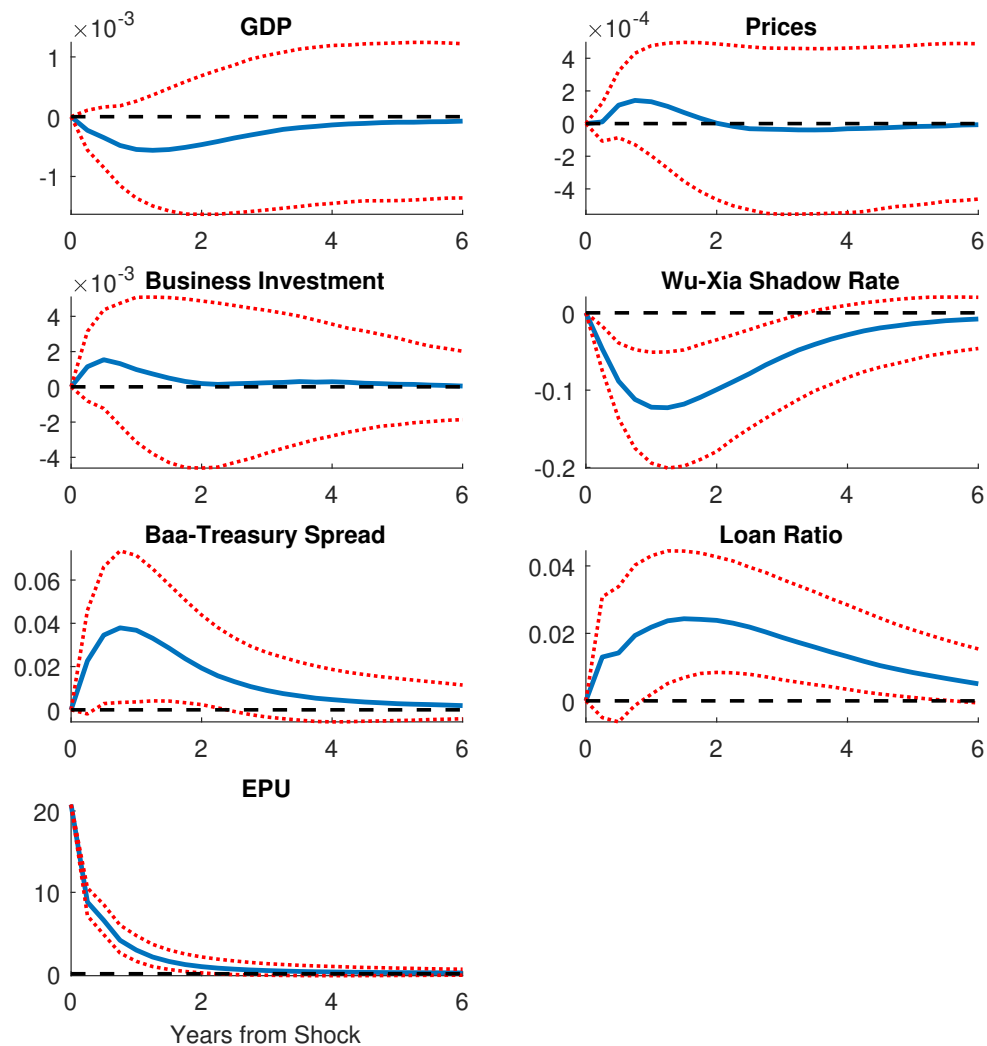 GDP
×10⁻³
1
0
-1
0 2 4 6
Prices
×10⁻⁴
4
2
0
-2
-4
0 2 4 6
Business Investment
×10⁻³
4
2
0
-2
-4
0 2 4 6
Wu-Xia Shadow Rate
0
-0.1
-0.2
0 2 4 6
Baa-Treasury Spread
0.06
0.04
0.02
0
0 2 4 6
Loan Ratio
0.04
0.02
0
0 2 4 6
EPU
20
10
0
0 2 4 6
Years from Shock